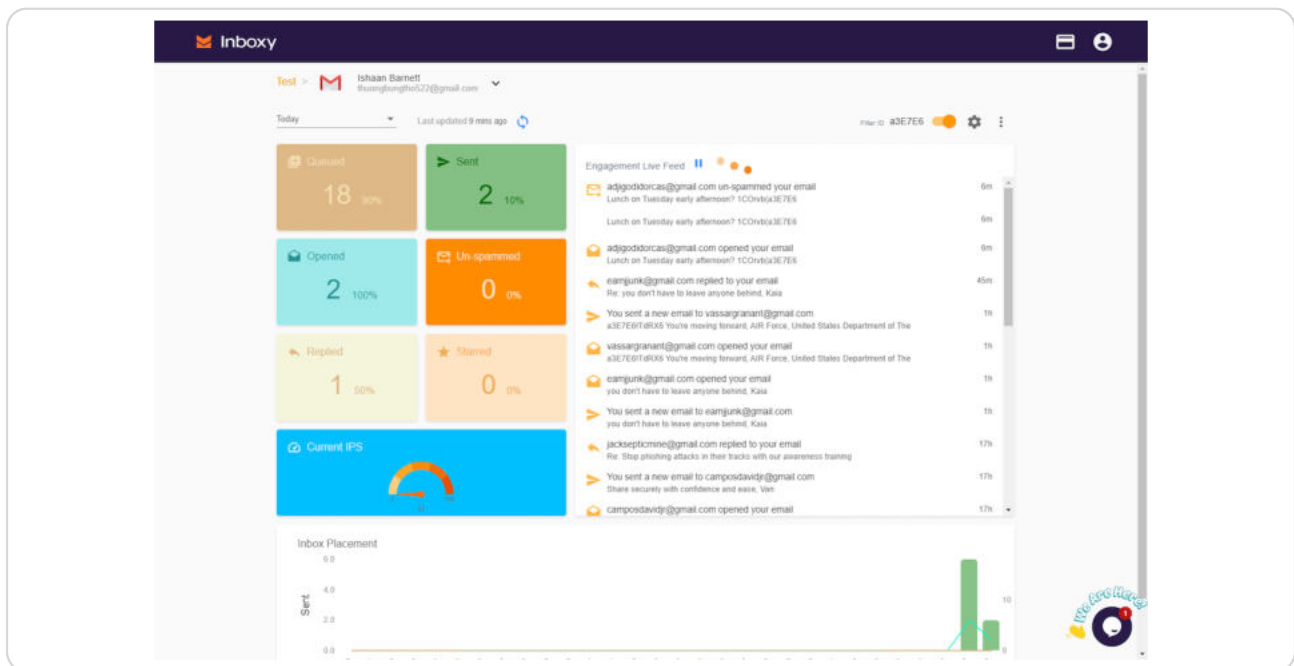 Inboxy
Test >
Ishaan Barnett
Today
Last updated 9 mins ago
Filter ID a3E7E6
Queued
18 90%
Sent
2 10%
Opened
2 100%
Un-spammed
0 0%
Replied
1 50%
Starred
0 0%
Current IPS
Engagement Live Feed
adjigodidorcas@gmail.com un-spammed your email 6m
Lunch on Tuesday early afternoon? 1COrvb(a3E7E6
Lunch on Tuesday early afternoon? 1COrvb(a3E7E6 6m
adjigodidorcas@gmail.com opened your email 6m
Lunch on Tuesday early afternoon? 1COrvb(a3E7E6
eamjunk@gmail.com replied to your email 45m
Re: you don't have to leave anyone behind, Kaia
You sent a new email to vassargranant@gmail.com 1h
You're moving forward, AIR Force, United States Department of The
vassargranant@gmail.com opened your email 1h
You're moving forward, AIR Force, United States Department of The
eamjunk@gmail.com opened your email 1h
you don't have to leave anyone behind, Kaia
You sent a new email to eamjunk@gmail.com 1h
you don't have to leave anyone behind, Kaia
jacksepticmine@gmail.com replied to your email 17h
Re: Stop phishing attacks in their tracks with our awareness training
You sent a new email to camposdavidjr@gmail.com 17h
Share securely with confidence and ease, Van
camposdavidjr@gmail.com opened your email 17h
Inbox Placement
6.0
4.0
2.0
0.0
Sent
10
0
We Are Here!
1